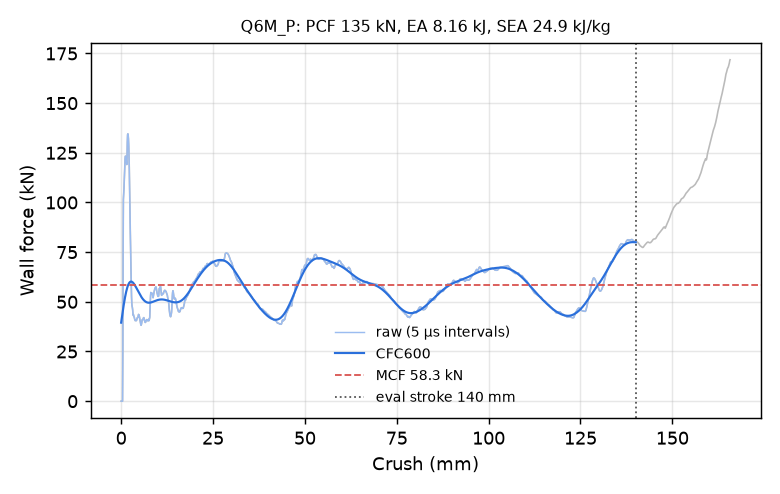 Q6M_P: PCF 135 kN, EA 8.16 kJ, SEA 24.9 kJ/kg
Wall force (kN)
175
150
125
100
75
50
25
0
raw (5 µs intervals)
CFC600
MCF 58.3 kN
eval stroke 140 mm
0 25 50 75 100 125 150
Crush (mm)